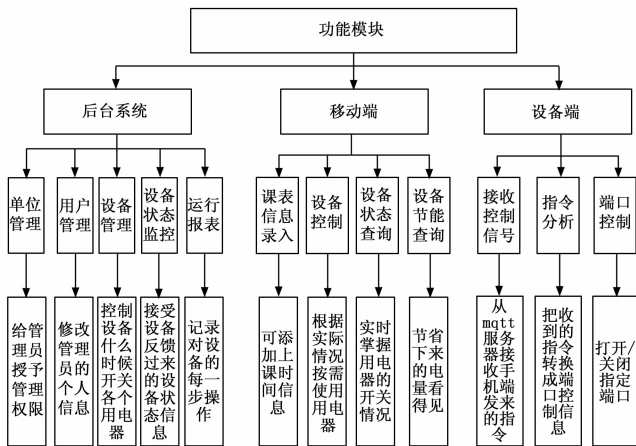 功能模块
后台系统
移动端
设备端
单位管理
用户管理
设备管理
设备状态监控
运行报表
课表信息录入
设备控制
设备状态查询
设备节能查询
接收控制信号
指令分析
端口控制
给管理员授予管理权限
修改管理员的个人信息
控制设备什么时候开关各个用电器
接受设备反馈过来的设备状态信息
记录对设备的每一步操作
可添加上课时间信息
根据实际情况按需使用电器
实时掌握用电器的开关情况
节省下来的电量看得见
从mqtt服务器接收手机端发来的指令
把收到的指令转换成端口控制信息
打开/关闭指定端口